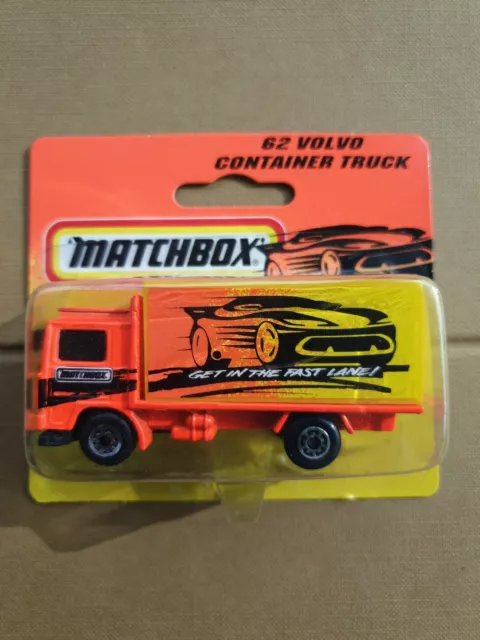 62 VOLVO
CONTAINER TRUCK
MATCHBOX®
GET IN THE FAST LANE!
MATCHBOX